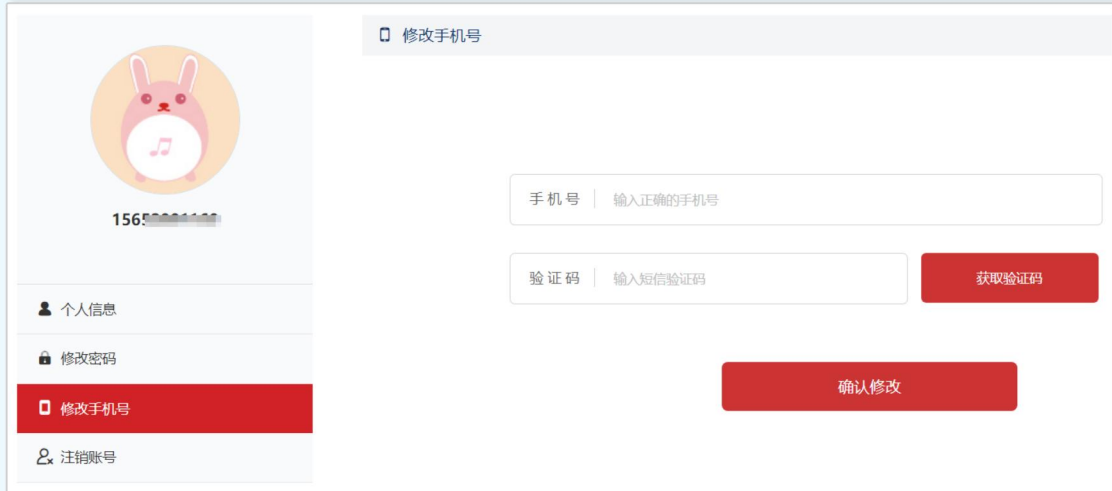 修改手机号
156
手机号 输入正确的手机号
验证码 输入短信验证码 获取验证码
确认修改
个人信息
修改密码
修改手机号
注销账号